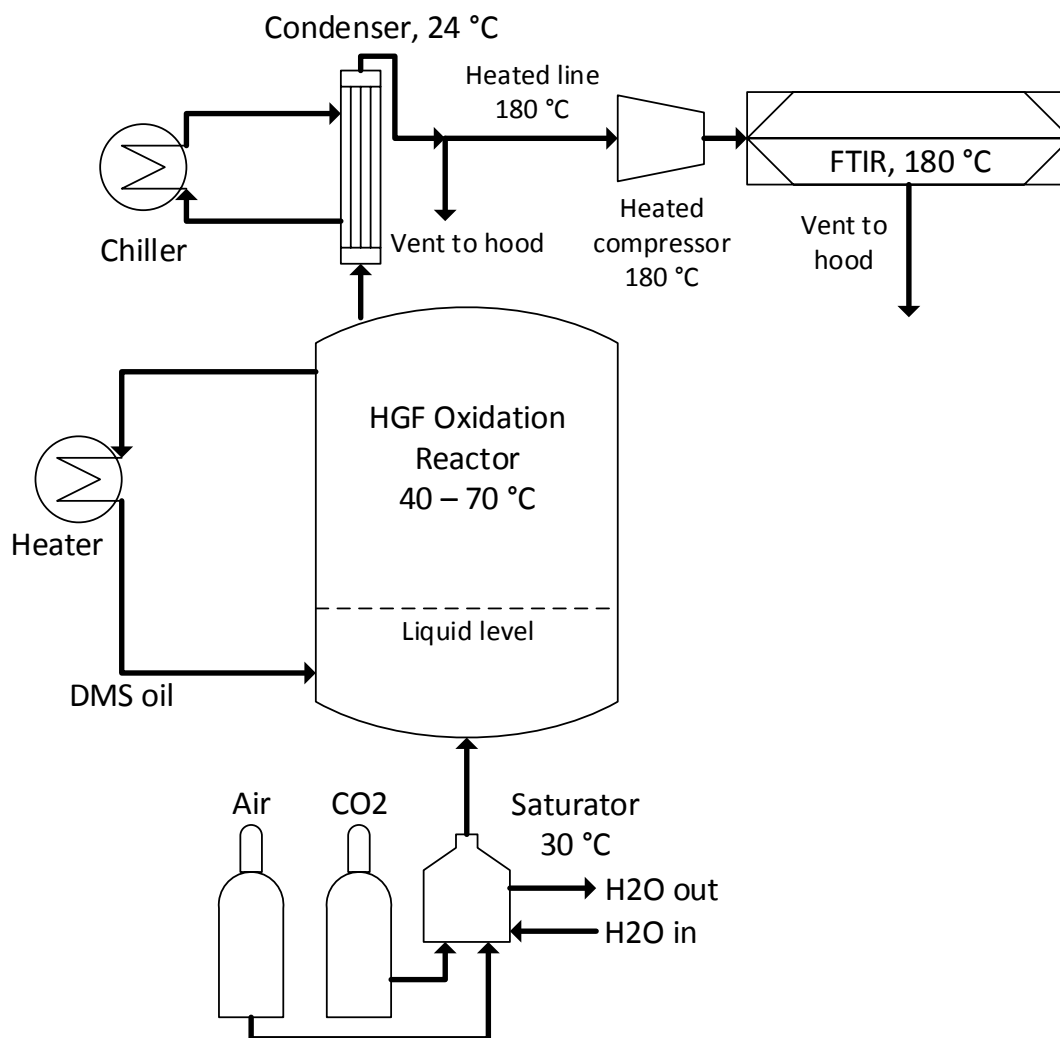 Condenser, 24 °C
Heated line
180 °C
FTIR, 180 °C
Chiller
Vent to hood
Heated
compressor
180 °C
Vent to
hood
HGF Oxidation
Reactor
40 – 70 °C
Heater
Liquid level
DMS oil
Air
CO2
Saturator
30 °C
H2O out
H2O in